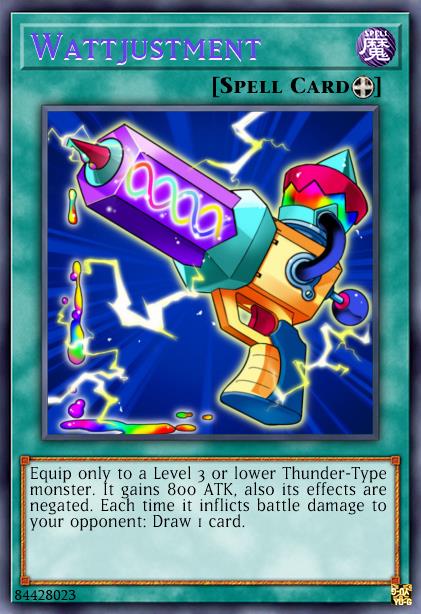 Wattjustment
SPELL
魔
[Spell Card]
Equip only to a Level 3 or lower Thunder-Type
monster. It gains 800 ATK, also its effects are
negated. Each time it inflicts battle damage to
your opponent: Draw 1 card.
84428023